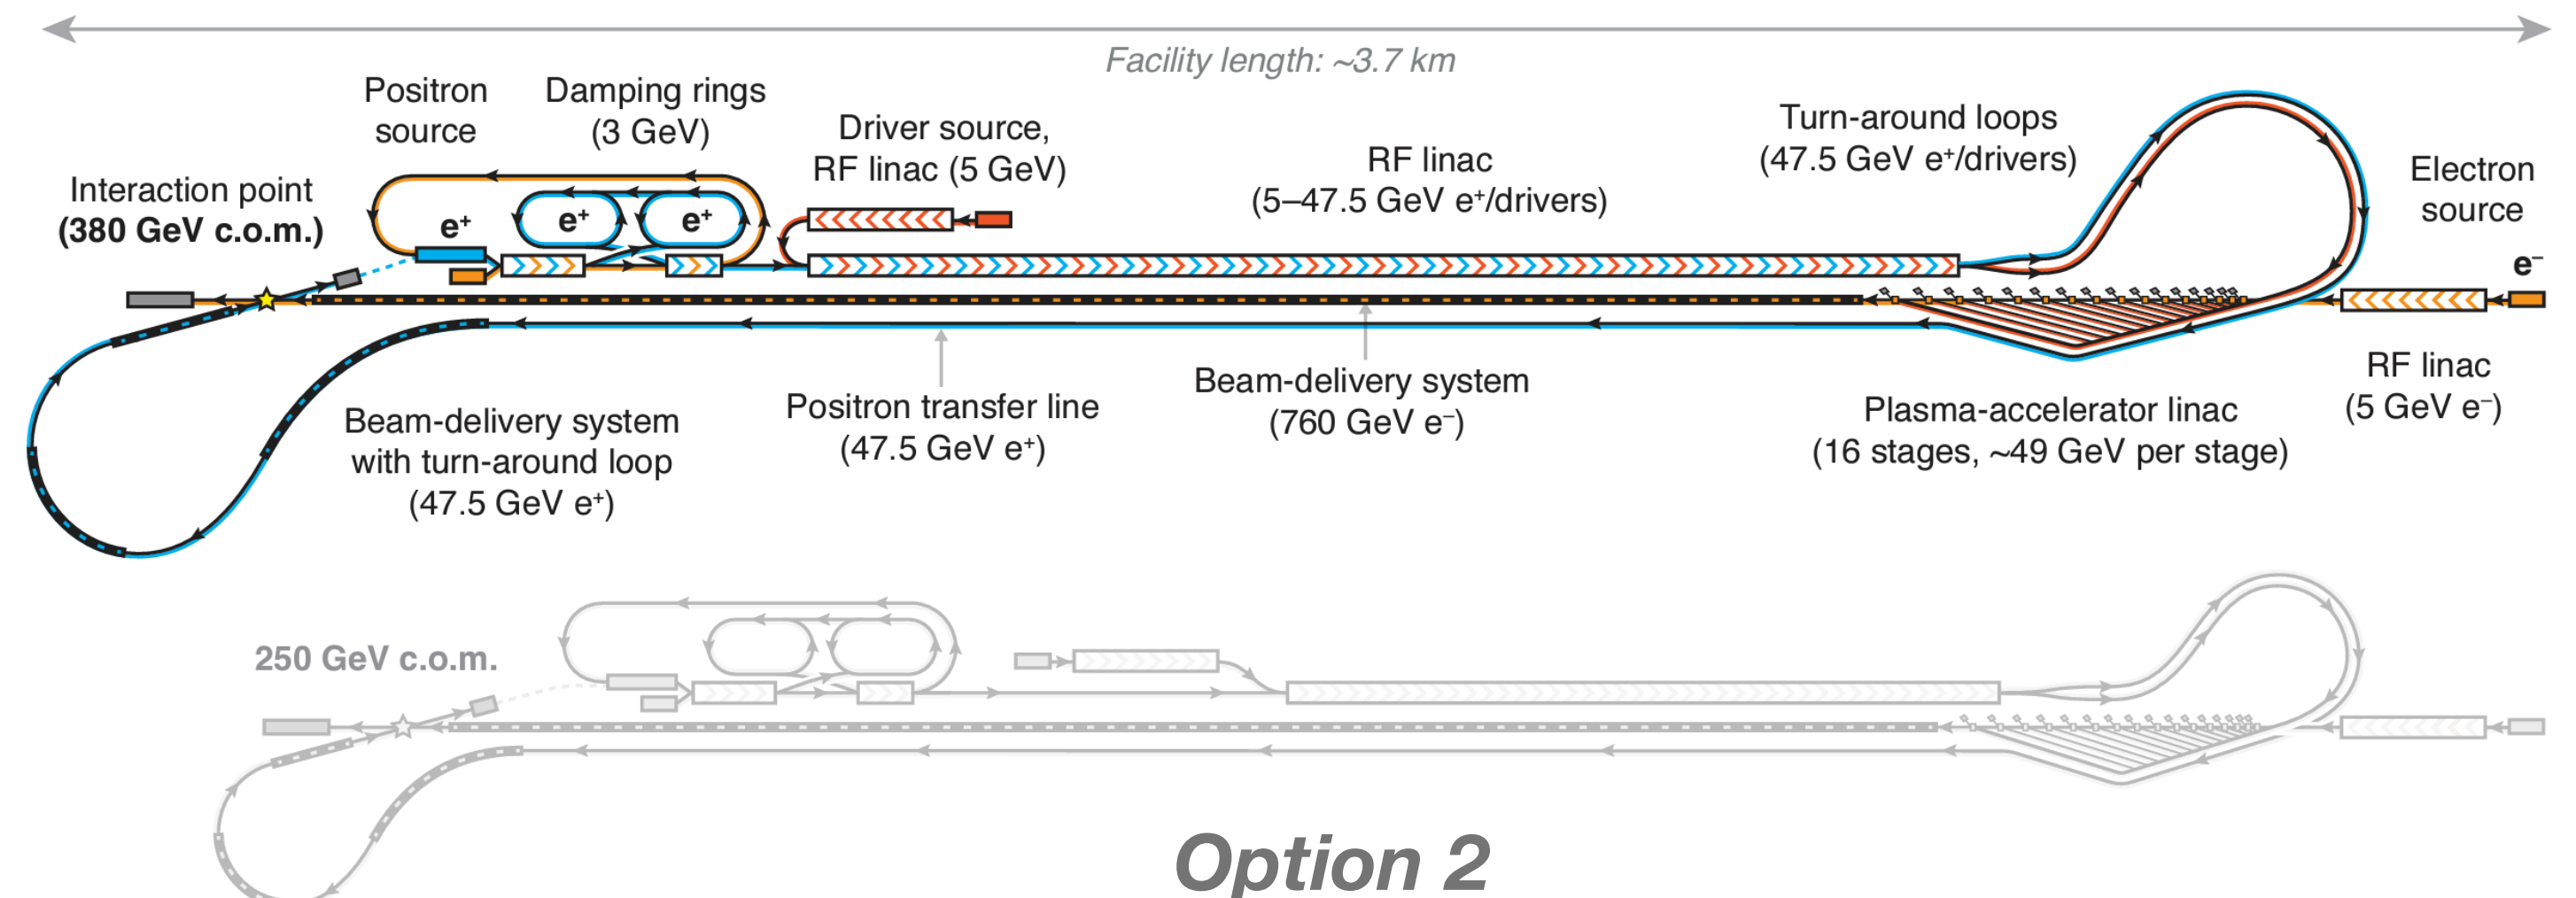 Facility length: ~3.7 km
Positron
source
Damping rings
(3 GeV)
Driver source,
RF linac (5 GeV)
RF linac
(5–47.5 GeV e⁺/drivers)
Turn-around loops
(47.5 GeV e⁺/drivers)
Electron
source
Interaction point
(380 GeV c.o.m.)
e⁺
e⁺
e⁺
e⁻
Beam-delivery system
with turn-around loop
(47.5 GeV e⁺)
Positron transfer line
(47.5 GeV e⁺)
Beam-delivery system
(760 GeV e⁻)
Plasma-accelerator linac
(16 stages, ~49 GeV per stage)
RF linac
(5 GeV e⁻)
250 GeV c.o.m.
Option 2